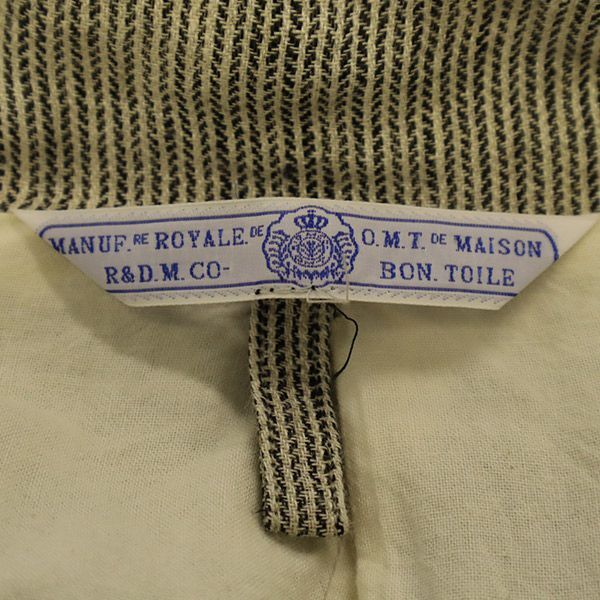 MANUF.RE ROYALE.DE O.M.T. DE MAISON
R&D.M.CO- BON. TOILE